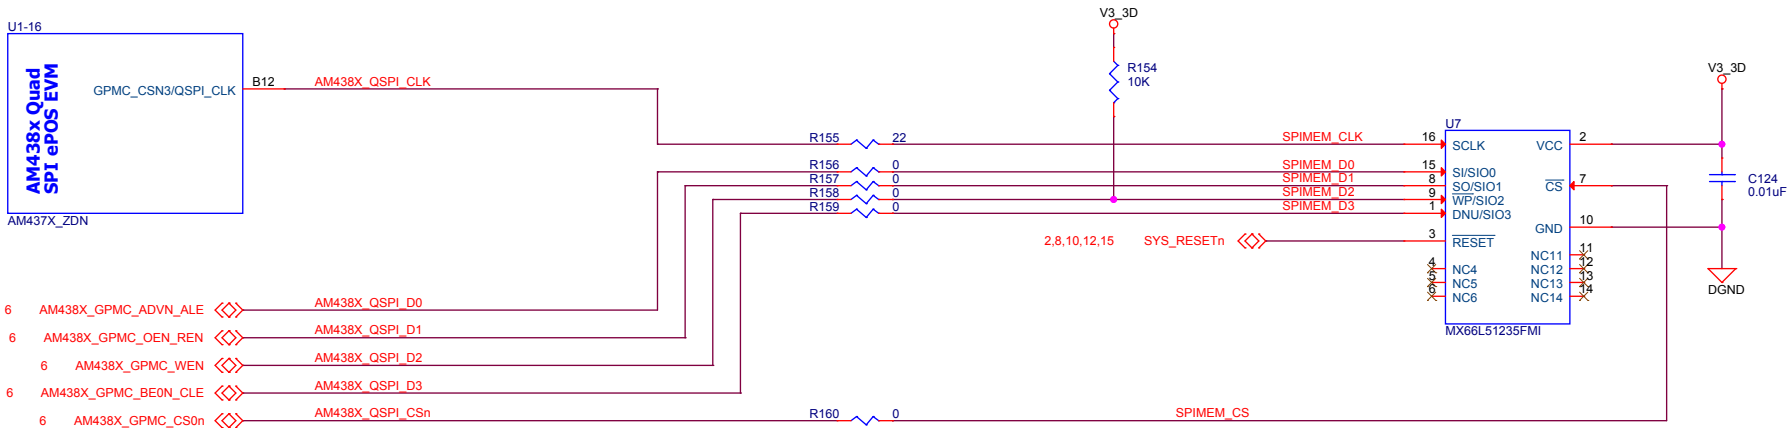 U1-16
AM438x Quad
SPI ePOS EVM
GPMC_CSN3/QSPI_CLK
B12
AM438X_QSPI_CLK
AM437X_ZDN
V3_3D
R154
10K
R155
22
SPIMEM_CLK
R156
0
SPIMEM_D0
R157
0
SPIMEM_D1
R158
0
SPIMEM_D2
R159
0
SPIMEM_D3
2,8,10,12,15
SYS_RESETn
U7
16
SCLK
15
SI/SIO0
8
SO/SIO1
9
WP/SIO2
1
DNU/SIO3
3
RESET
4
NC4
5
NC5
6
NC6
VCC
2
CS
7
GND
10
NC11
11
NC12
12
NC13
13
NC14
14
MX66L51235FMI
V3_3D
C124
0.01uF
DGND
6
AM438X_GPMC_ADVN_ALE
AM438X_QSPI_D0
6
AM438X_GPMC_OEN_REN
AM438X_QSPI_D1
6
AM438X_GPMC_WEN
AM438X_QSPI_D2
6
AM438X_GPMC_BE0N_CLE
AM438X_QSPI_D3
6
AM438X_GPMC_CS0n
AM438X_QSPI_CSn
R160
0
SPIMEM_CS